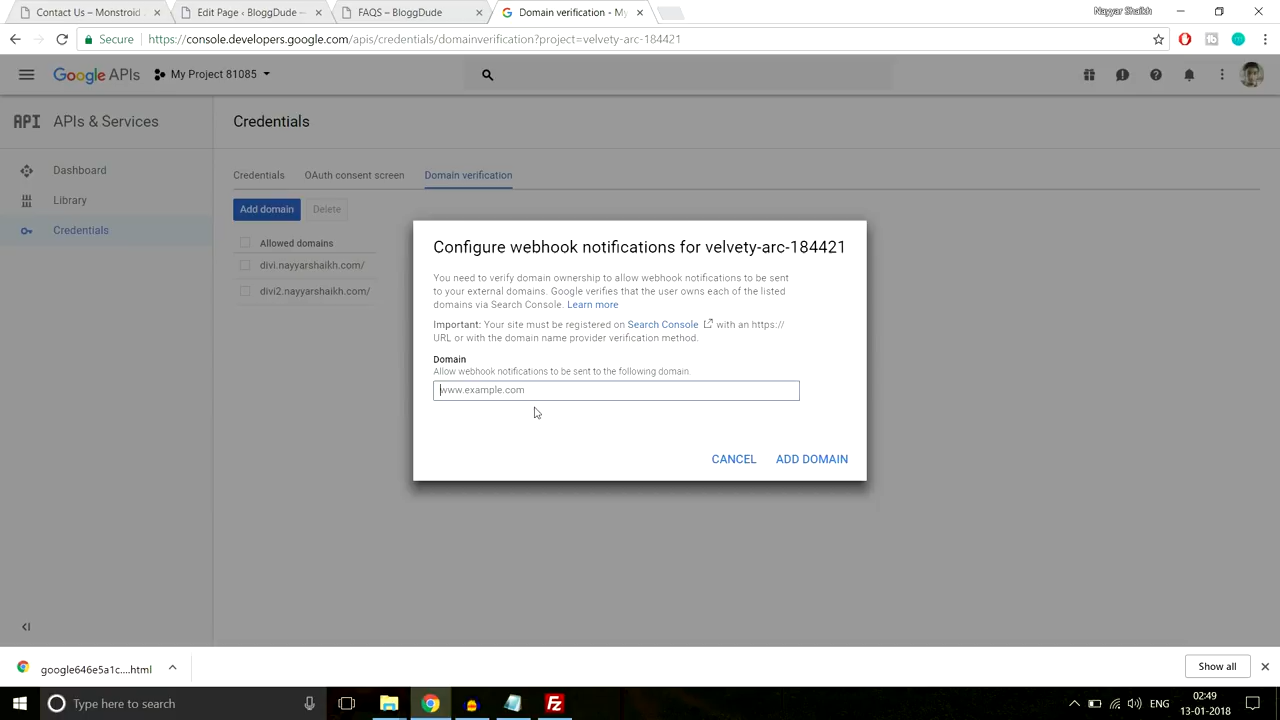 Contact Us – Monstroid
Edit Page ‹ BloggDude —
FAQS – BloggDude
Domain verification - My
Nayyar Shaikh
Secure
https://console.developers.google.com/apis/credentials/domainverification?project=velvety-arc-184421
Google APIs
My Project 81085
API APIs & Services
Credentials
Dashboard
Library
Credentials
Credentials
OAuth consent screen
Domain verification
Add domain
Delete
Allowed domains
divi.nayyarshaikh.com/
divi2.nayyarshaikh.com/
Configure webhook notifications for velvety-arc-184421
You need to verify domain ownership to allow webhook notifications to be sent
to your external domains. Google verifies that the user owns each of the listed
domains via Search Console. Learn more
Important: Your site must be registered on Search Console with an https://
URL or with the domain name provider verification method.
Domain
Allow webhook notifications to be sent to the following domain.
www.example.com
CANCEL
ADD DOMAIN
google646e5a1c....html
Show all
Type here to search
ENG
02:49
13-01-2018